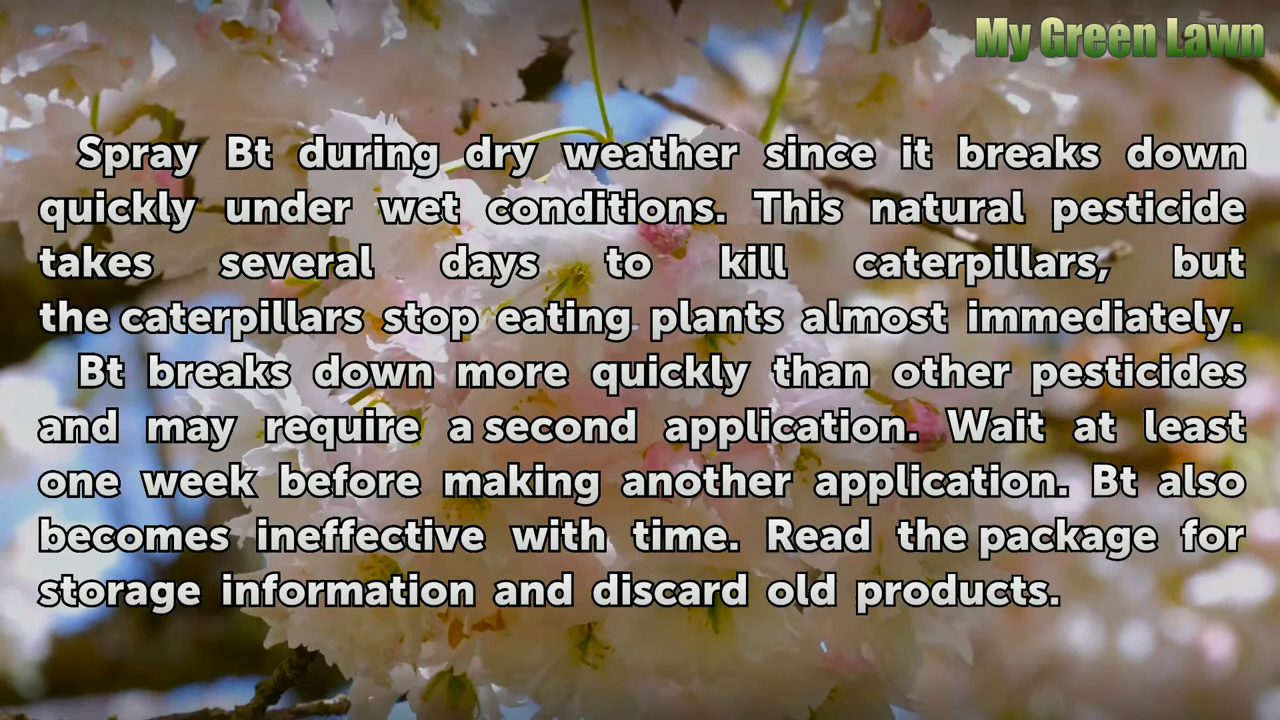 My Green Lawn
Spray Bt during dry weather since it breaks down
quickly under wet conditions. This natural pesticide
takes several days to kill caterpillars, but
the caterpillars stop eating plants almost immediately.
Bt breaks down more quickly than other pesticides
and may require a second application. Wait at least
one week before making another application. Bt also
becomes ineffective with time. Read the package for
storage information and discard old products.